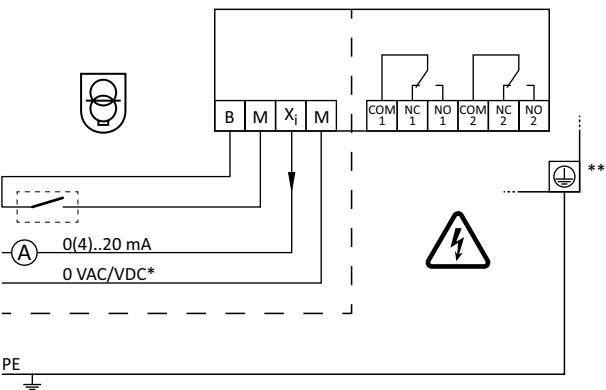 B M Xi M COM 1 NC 1 NO 1 COM 2 NC 2 NO 2
**
A 0(4)..20 mA
0 VAC/VDC*
PE